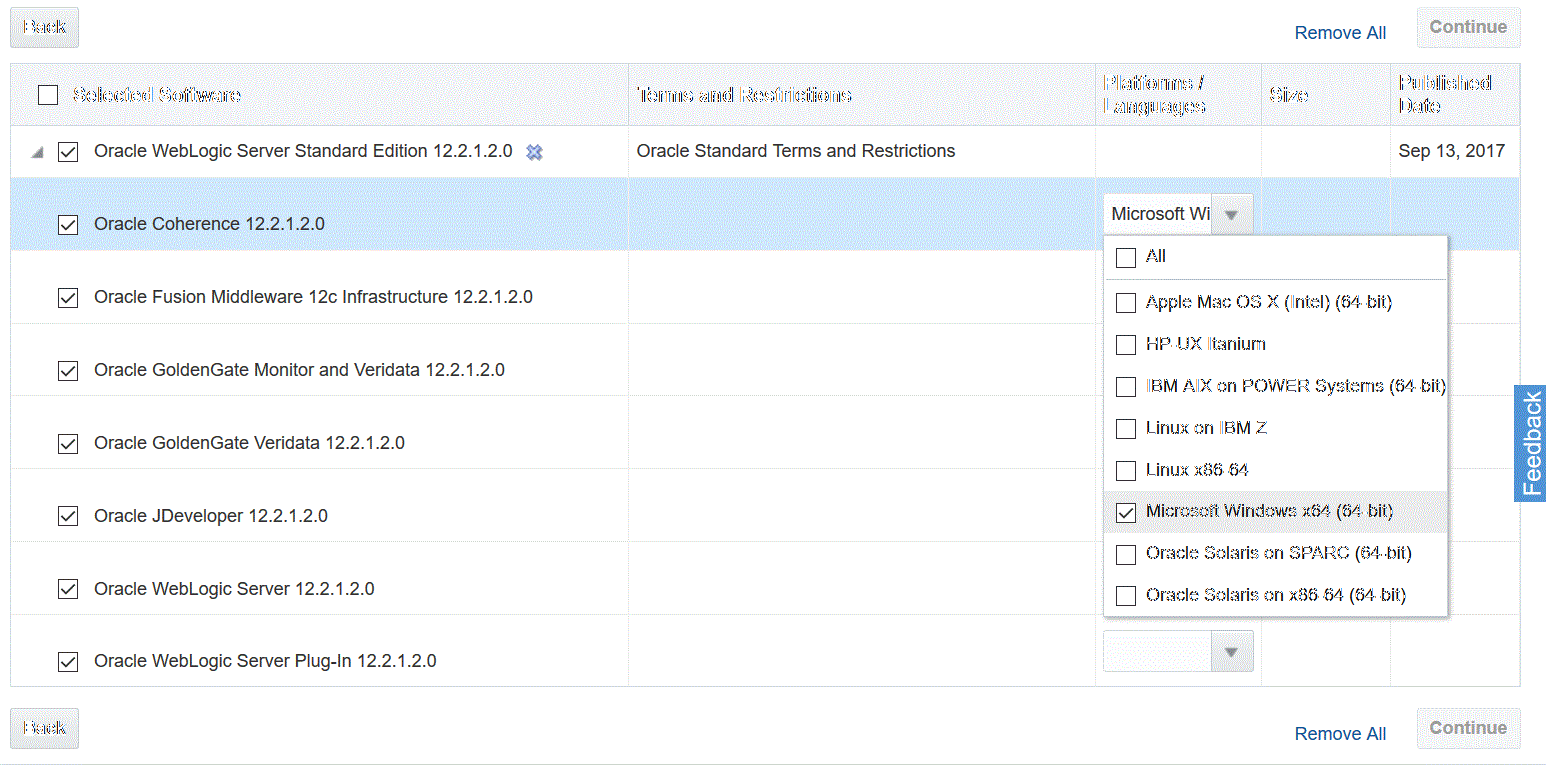 Back
Remove All
Continue
Selected Software
Terms and Restrictions
Platforms /
Languages
Size
Published
Date
Oracle WebLogic Server Standard Edition 12.2.1.2.0
Oracle Standard Terms and Restrictions
Sep 13, 2017
Oracle Coherence 12.2.1.2.0
Microsoft Wi
All
Oracle Fusion Middleware 12c Infrastructure 12.2.1.2.0
Apple Mac OS X (Intel) (64-bit)
HP-UX Itanium
Oracle GoldenGate Monitor and Veridata 12.2.1.2.0
IBM AIX on POWER Systems (64-bit)
Linux on IBM Z
Oracle GoldenGate Veridata 12.2.1.2.0
Feedback
Linux x86-64
Oracle JDeveloper 12.2.1.2.0
Microsoft Windows x64 (64-bit)
Oracle Solaris on SPARC (64-bit)
Oracle WebLogic Server 12.2.1.2.0
Oracle Solaris on x86-64 (64-bit)
Oracle WebLogic Server Plug-In 12.2.1.2.0
Back
Remove All
Continue